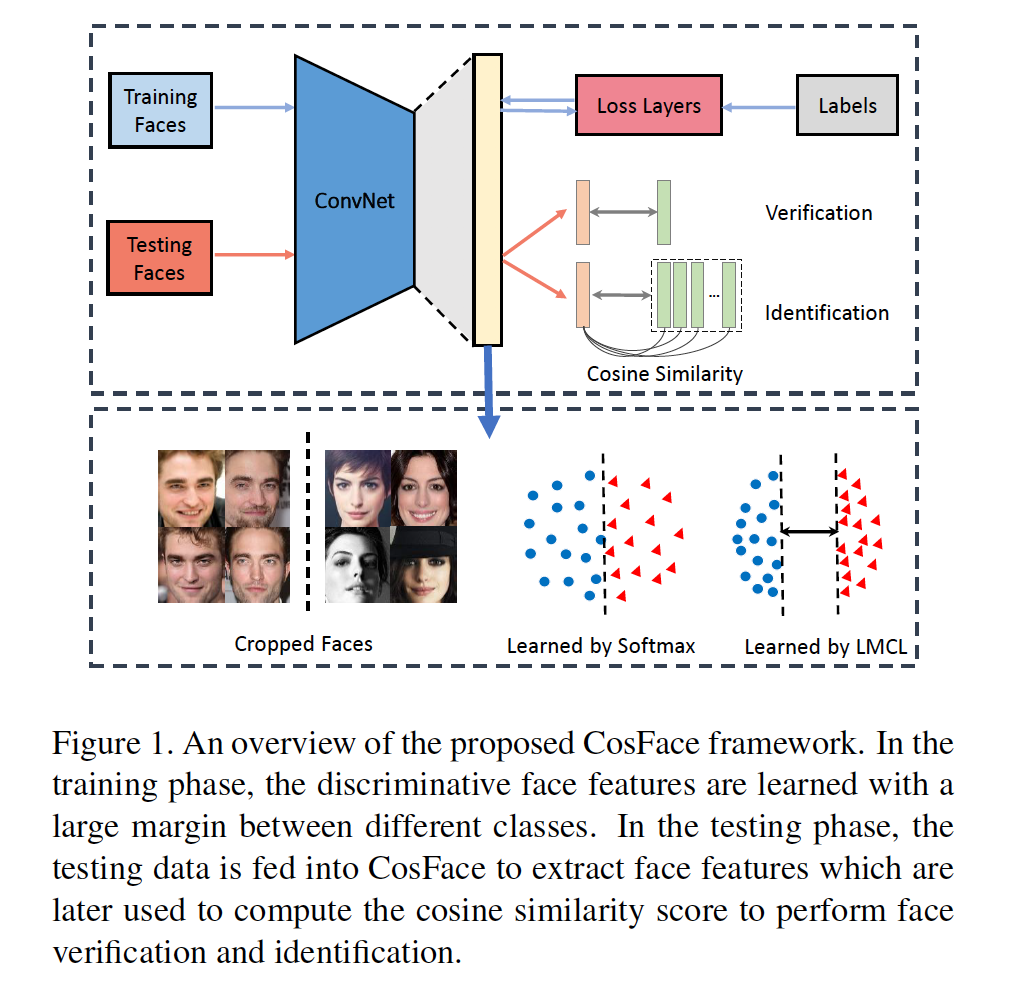 Training
Faces
ConvNet
Loss Layers
Labels
Testing
Faces
Verification
...
Identification
Cosine Similarity
Cropped Faces
Learned by Softmax
Learned by LMCL
Figure 1. An overview of the proposed CosFace framework. In the
training phase, the discriminative face features are learned with a
large margin between different classes. In the testing phase, the
testing data is fed into CosFace to extract face features which are
later used to compute the cosine similarity score to perform face
verification and identification.